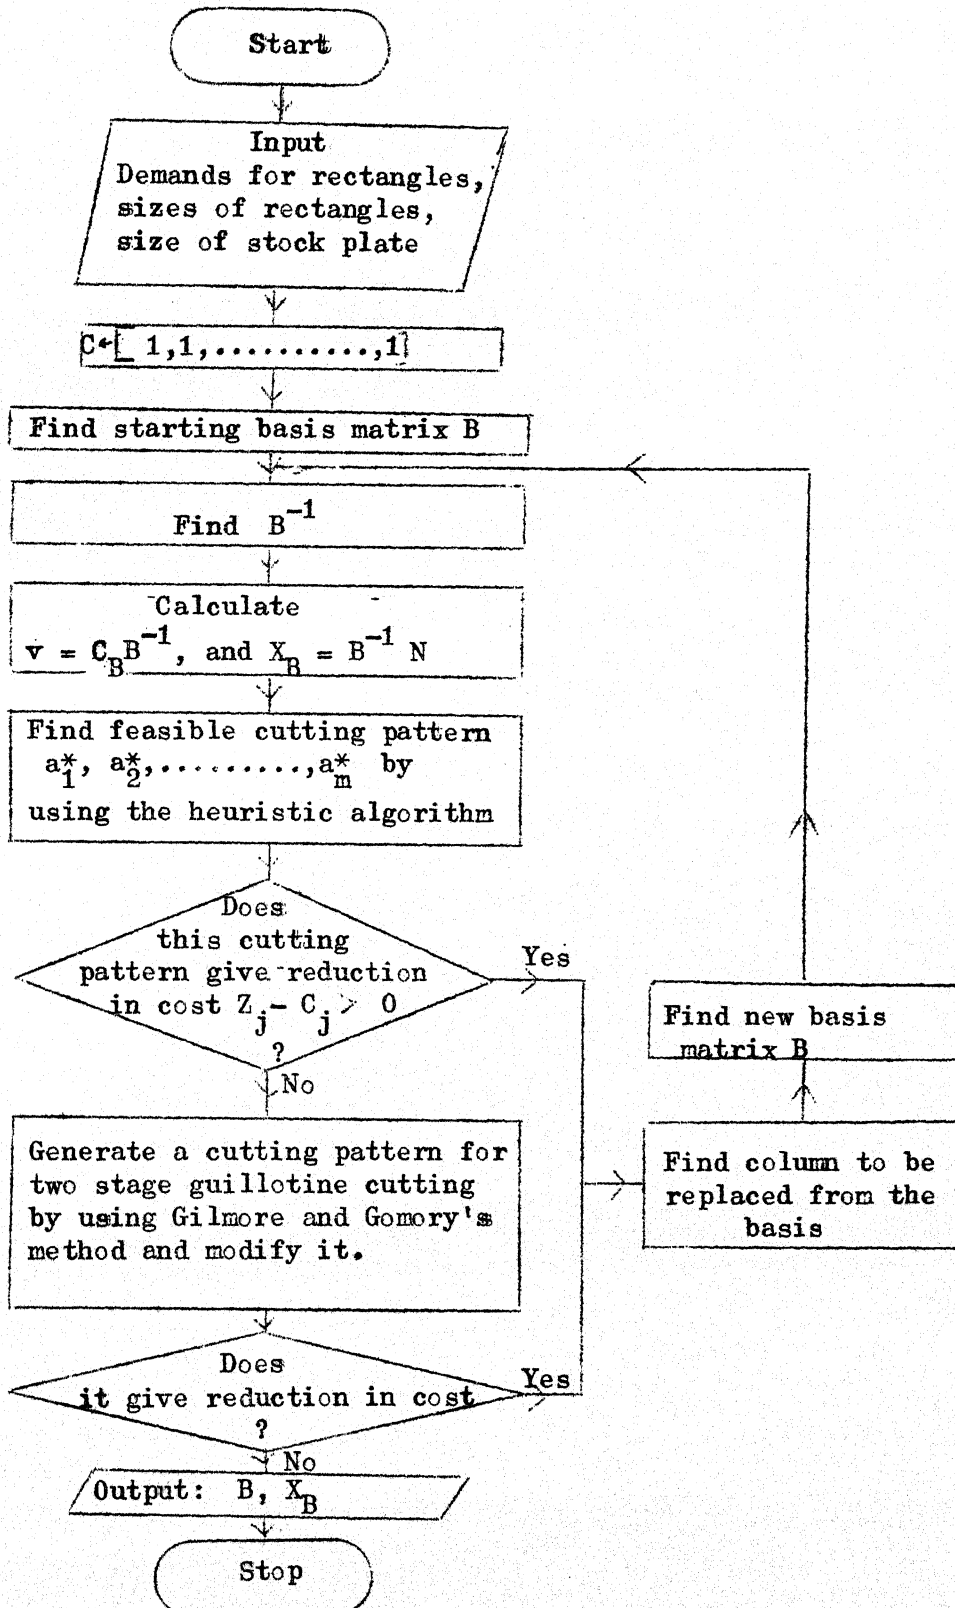 Start
Input
Demands for rectangles,
sizes of rectangles,
size of stock plate
C←[ 1,1,..........,1]
Find starting basis matrix B
Find B⁻¹
Calculate
v = C_B B⁻¹, and X_B = B⁻¹ N
Find feasible cutting pattern
a₁*, a₂*,.........,aₘ* by
using the heuristic algorithm
Does
this cutting
pattern give reduction
in cost Z_j - C_j > 0
?
Yes
No
Generate a cutting pattern for
two stage guillotine cutting
by using Gilmore and Gomory's
method and modify it.
Does
it give reduction in cost
?
Yes
No
Output: B, X_B
Stop
Find column to be
replaced from the
basis
Find new basis
matrix B